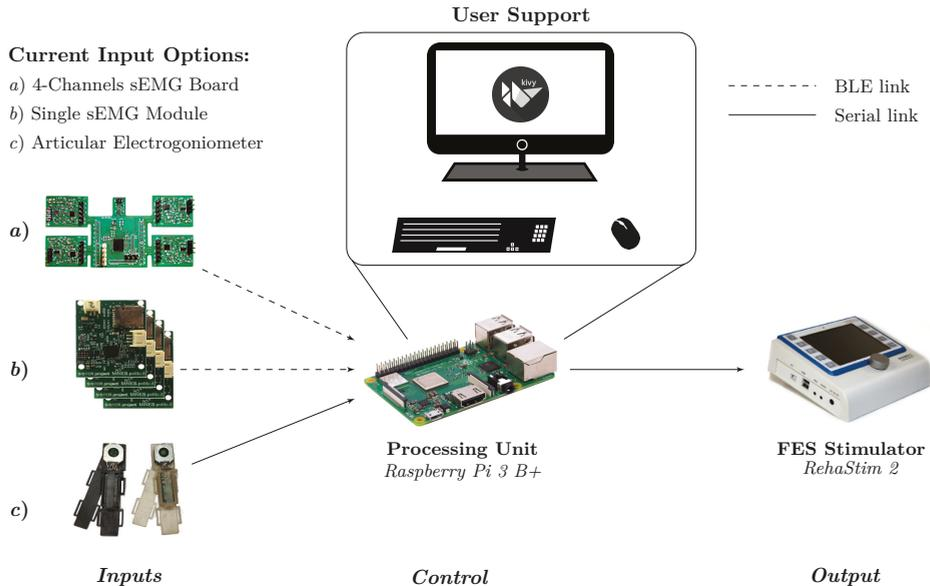 User Support
Current Input Options:
a) 4-Channels sEMG Board
b) Single sEMG Module
c) Articular Electrogoniometer
kivy
BLE link
Serial link
a)
b)
c)
Processing Unit
Raspberry Pi 3 B+
FES Stimulator
RehaStim 2
Inputs
Control
Output